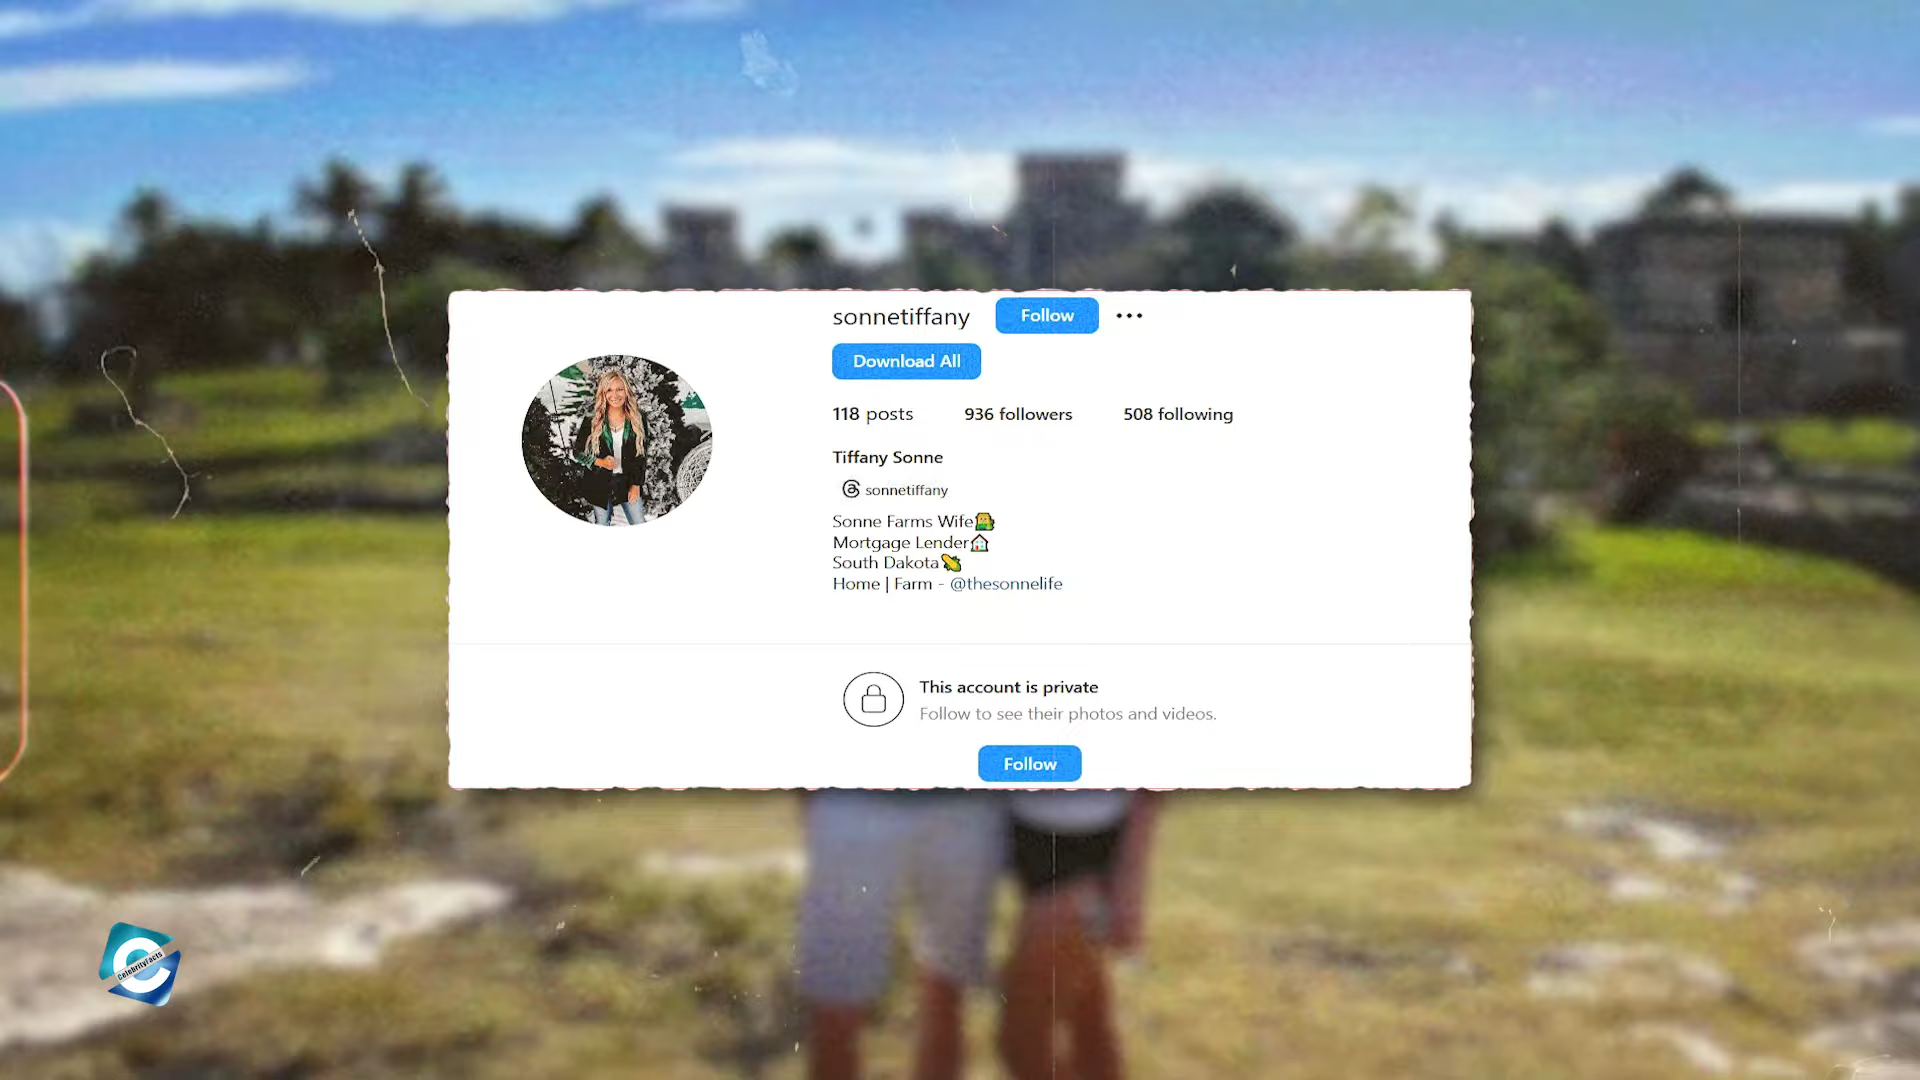 sonnetiffany Follow
Download All
118 posts 936 followers 508 following
Tiffany Sonne
sonnetiffany
Sonne Farms Wife
Mortgage Lender
South Dakota
Home | Farm - @thesonnelife
This account is private
Follow to see their photos and videos.
Follow
CelebrityFacts